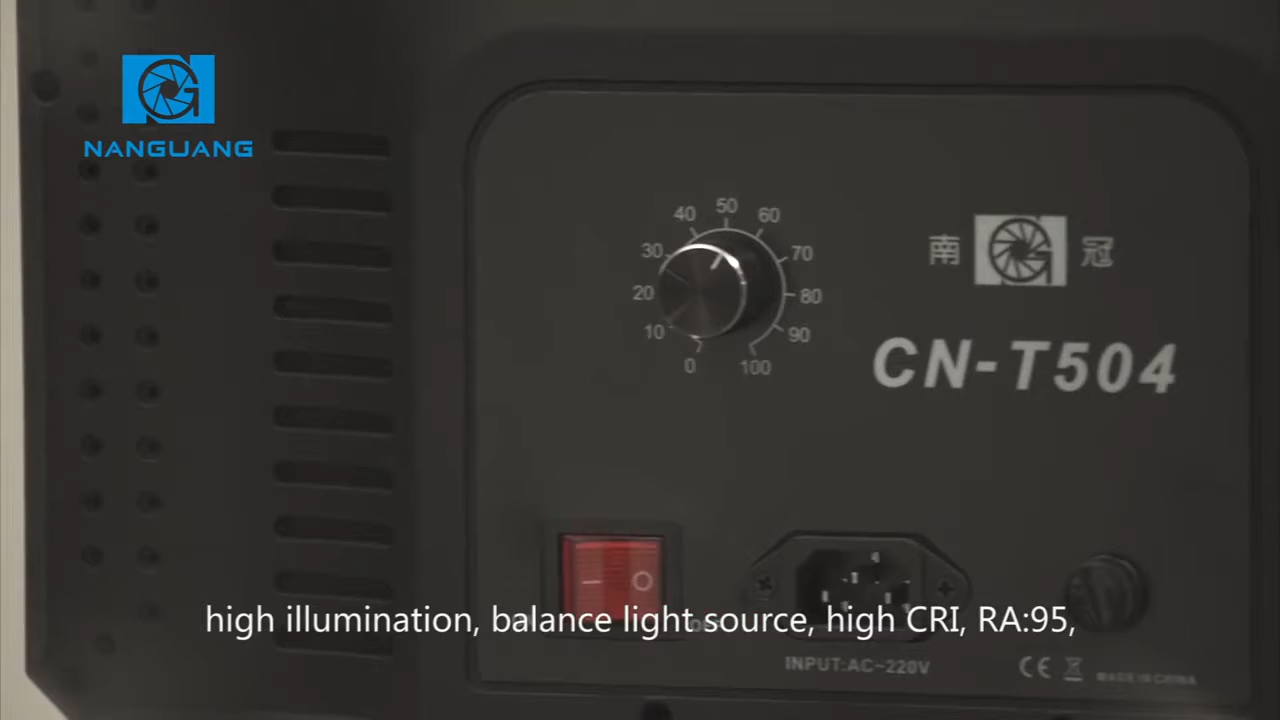 NANGUANG
40 50 60
30 70
20 80
10 90
0 100
南 冠
CN-T504
high illumination, balance light source, high CRI, RA:95,
INPUT:AC~220V
CE
MADE IN CHINA